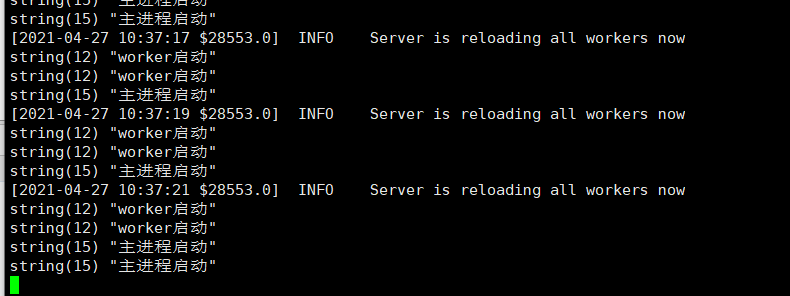 string(15) "主进程启动"
string(15) "主进程启动"
[2021-04-27 10:37:17 $28553.0]  INFO    Server is reloading all workers now
string(12) "worker启动"
string(12) "worker启动"
string(15) "主进程启动"
[2021-04-27 10:37:19 $28553.0]  INFO    Server is reloading all workers now
string(12) "worker启动"
string(12) "worker启动"
string(15) "主进程启动"
[2021-04-27 10:37:21 $28553.0]  INFO    Server is reloading all workers now
string(12) "worker启动"
string(12) "worker启动"
string(15) "主进程启动"
string(15) "主进程启动"